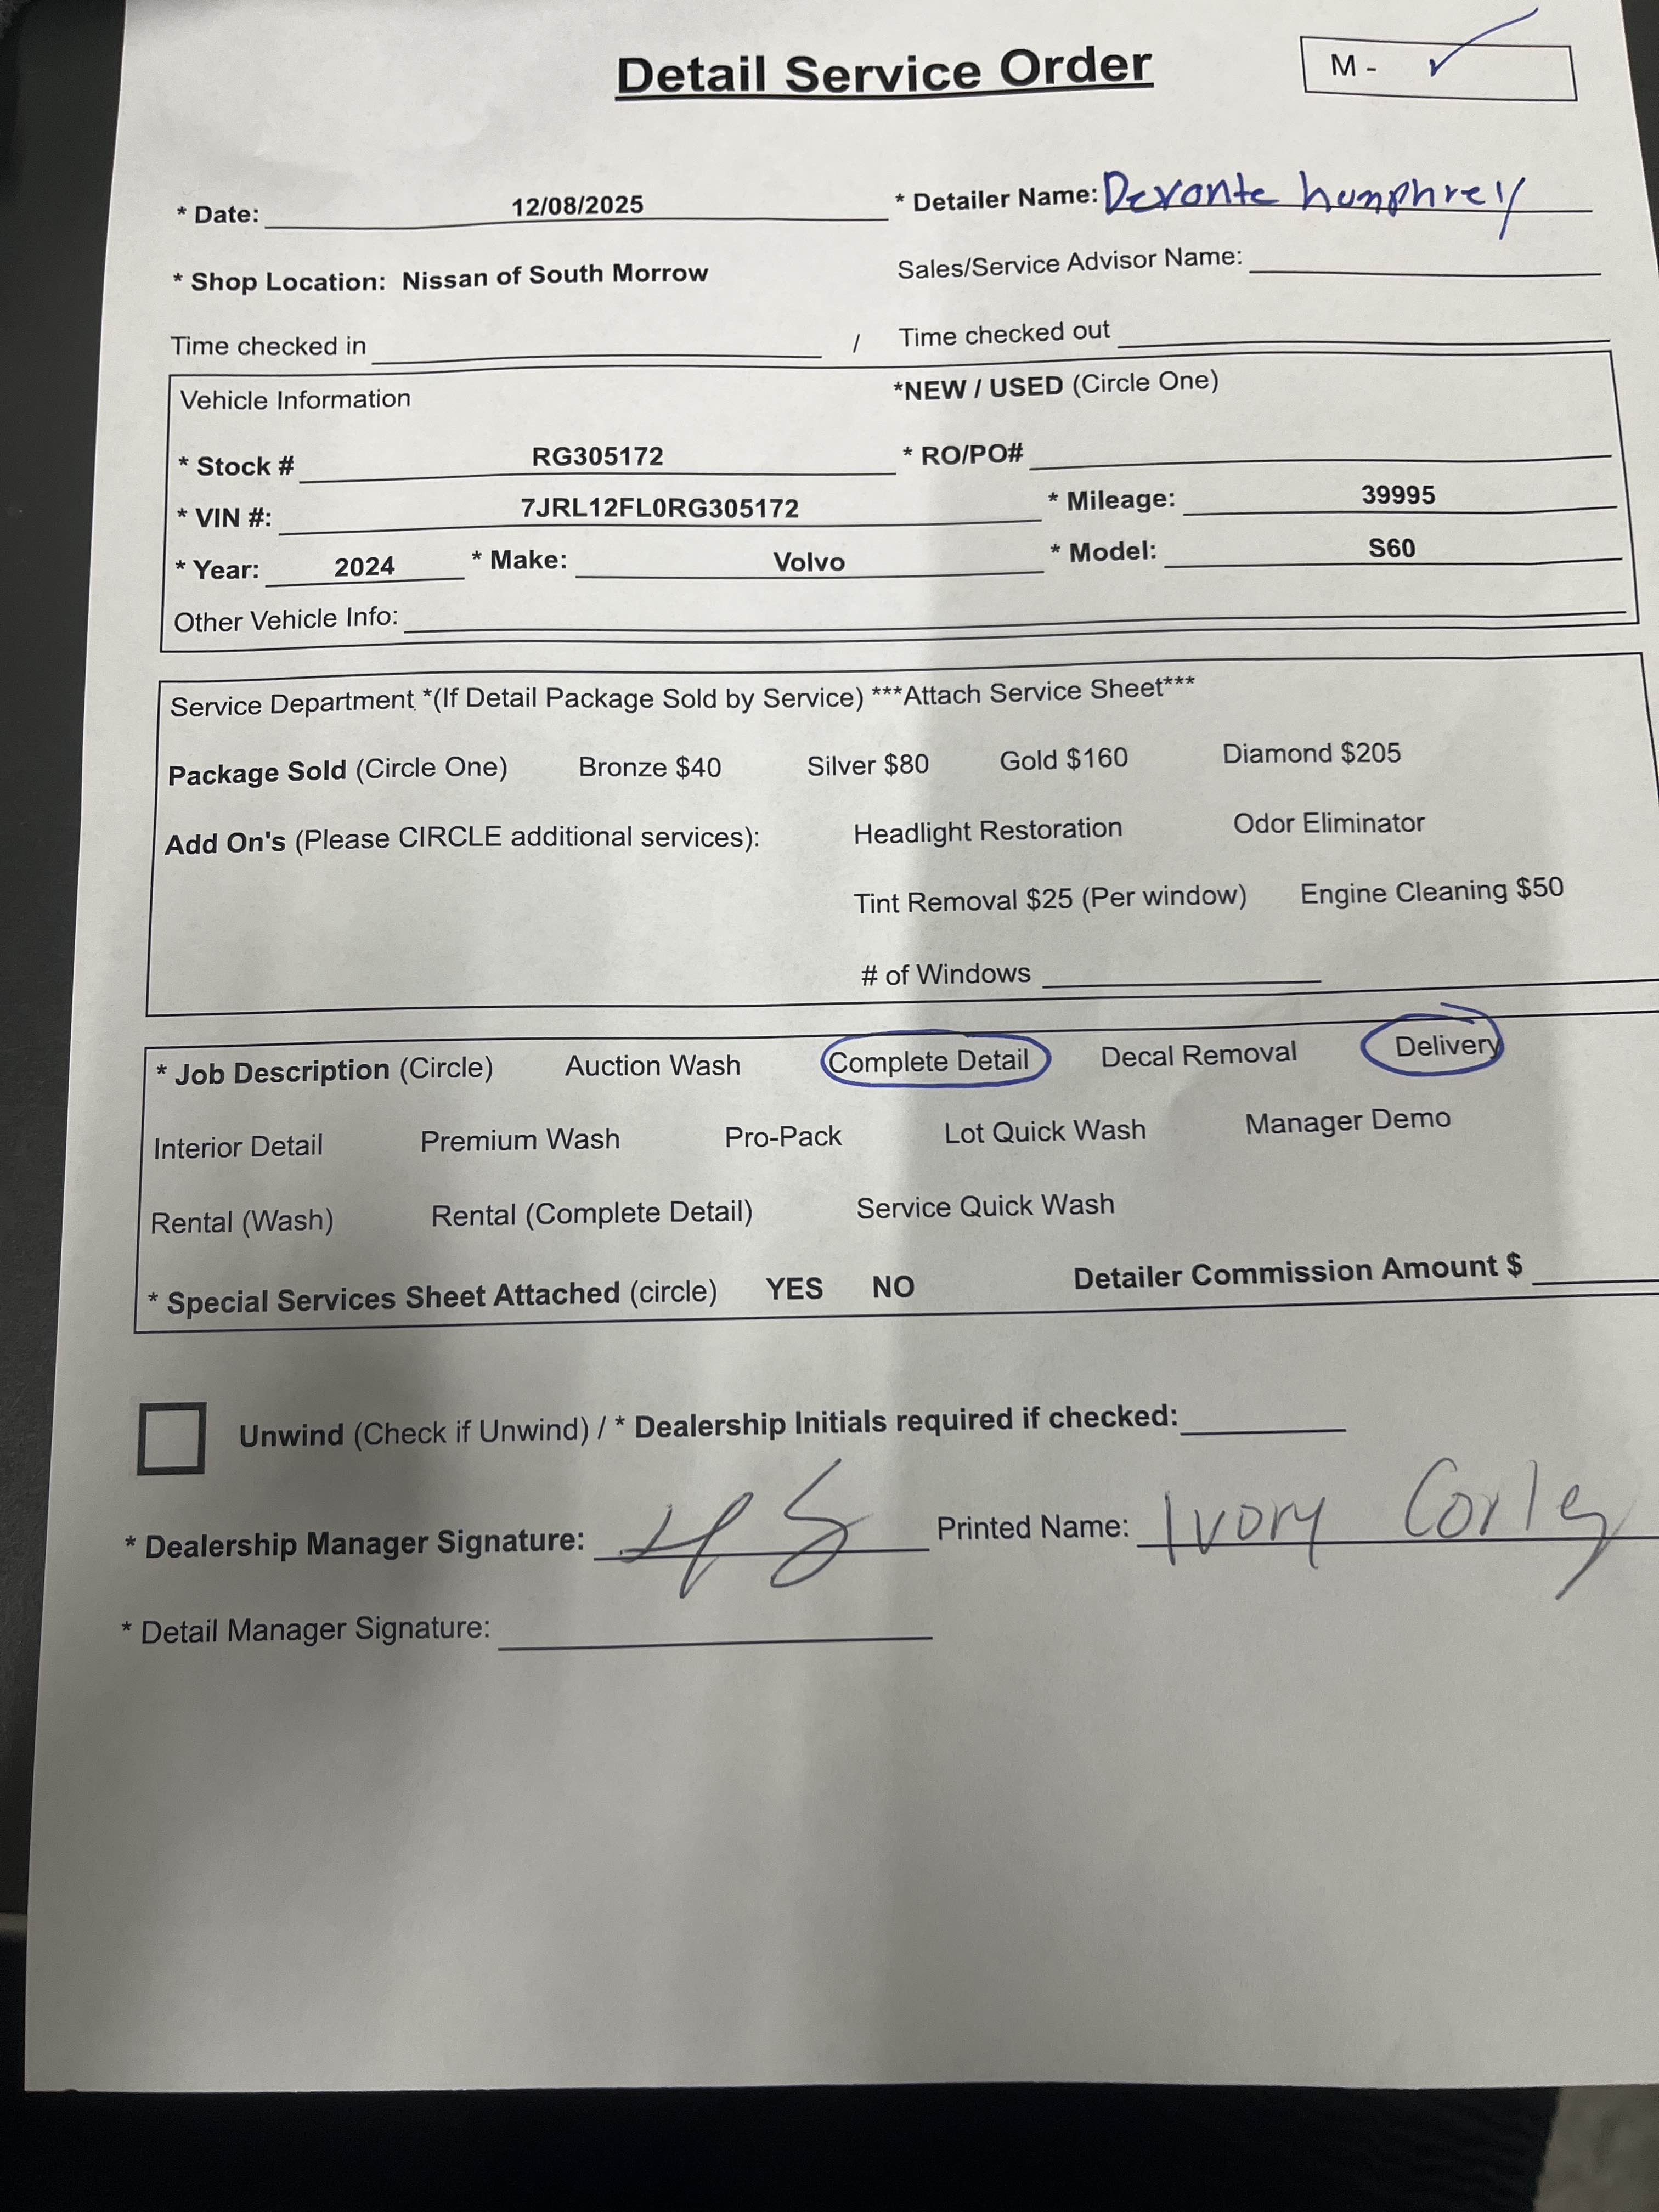 Detail Service Order
M - ✓
* Date: 12/08/2025 * Detailer Name: Devonte humphrey
* Shop Location: Nissan of South Morrow Sales/Service Advisor Name:
Time checked in / Time checked out
Vehicle Information *NEW / USED (Circle One)
* Stock # RG305172 * RO/PO#
* VIN #: 7JRL12FL0RG305172 * Mileage: 39995
* Year: 2024 * Make: Volvo * Model: S60
Other Vehicle Info:
Service Department *(If Detail Package Sold by Service) ***Attach Service Sheet***
Package Sold (Circle One) Bronze $40 Silver $80 Gold $160 Diamond $205
Add On's (Please CIRCLE additional services): Headlight Restoration Odor Eliminator
Tint Removal $25 (Per window) Engine Cleaning $50
# of Windows
* Job Description (Circle) Auction Wash Complete Detail Decal Removal Delivery
Interior Detail Premium Wash Pro-Pack Lot Quick Wash Manager Demo
Rental (Wash) Rental (Complete Detail) Service Quick Wash
* Special Services Sheet Attached (circle) YES NO Detailer Commission Amount $
Unwind (Check if Unwind) / * Dealership Initials required if checked:
* Dealership Manager Signature: Printed Name: Ivory Corley
* Detail Manager Signature: